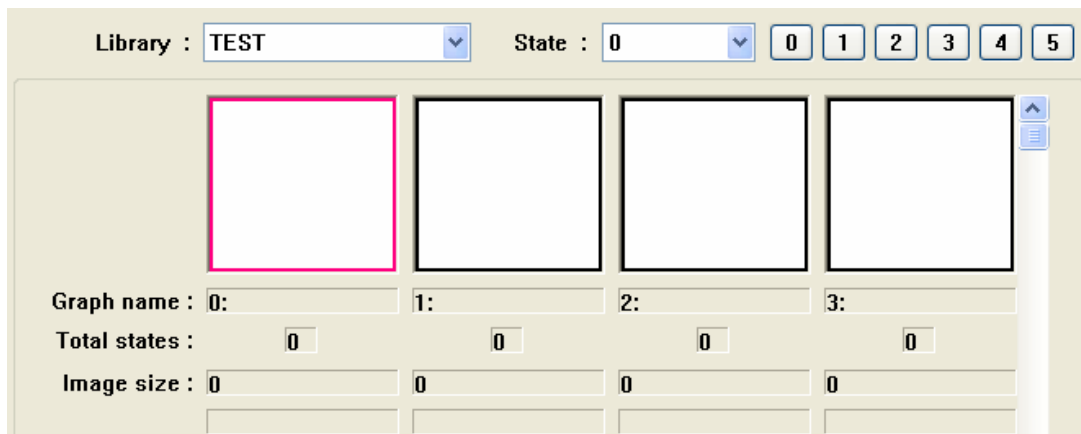 Library : TEST State : 0 0 1 2 3 4 5
Graph name : 0: 1: 2: 3:
Total states : 0 0 0 0
Image size : 0 0 0 0